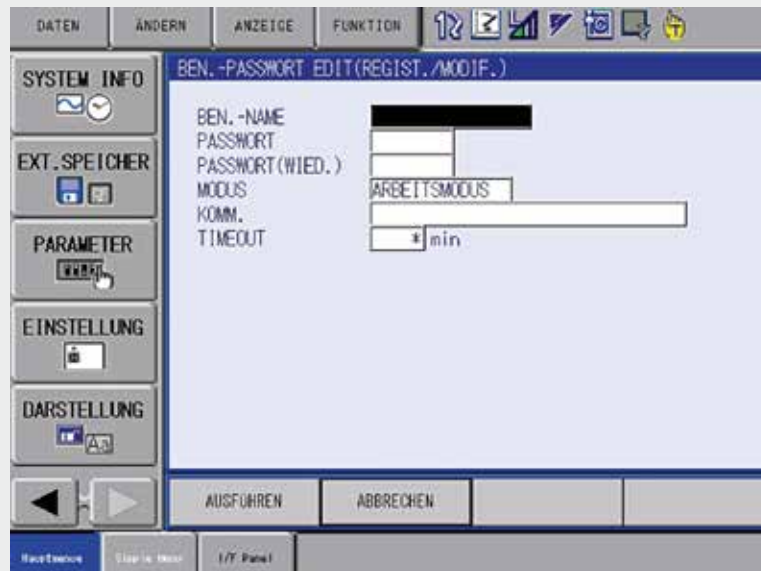 DATEN ÄNDERN ANZEIGE FUNKTION
SYSTEM INFO
EXT.SPEICHER
PARAMETER
EINSTELLUNG
DARSTELLUNG
BEN.-PASSWORT EDIT(REGIST./MODIF.)
BEN.-NAME
PASSWORT
PASSWORT(WIED.)
MODUS ARBEITSMODUS
KOMM.
TIMEOUT * min
AUSFÜHREN ABBRECHEN
Hauptmenue I/F Panel